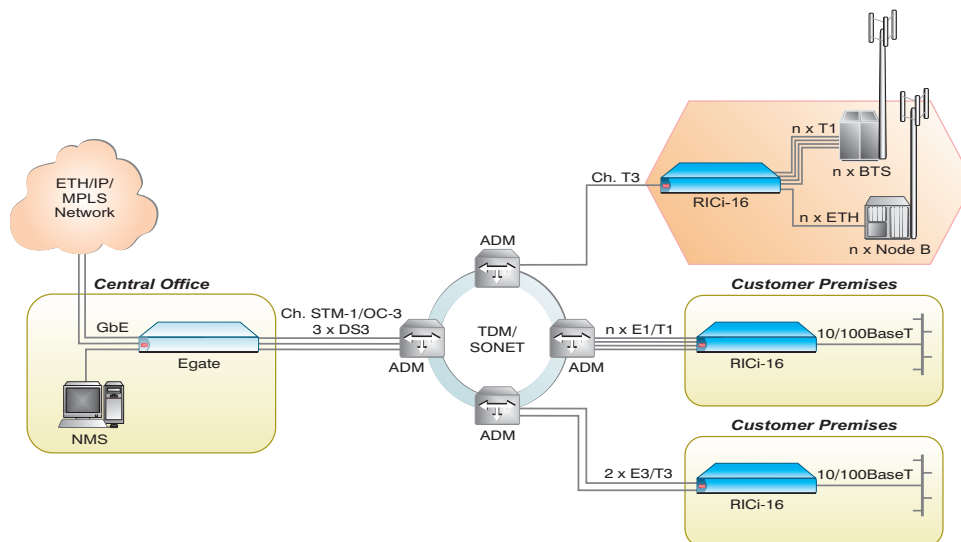 ETH/IP/
MPLS
Network
Central Office
GbE
Egate
NMS
Ch. STM-1/OC-3
3 x DS3
ADM
ADM
TDM/
SONET
ADM
ADM
Ch. T3
RICi-16
n x T1
n x BTS
n x ETH
n x Node B
Customer Premises
n x E1/T1
RICi-16
10/100BaseT
Customer Premises
2 x E3/T3
RICi-16
10/100BaseT